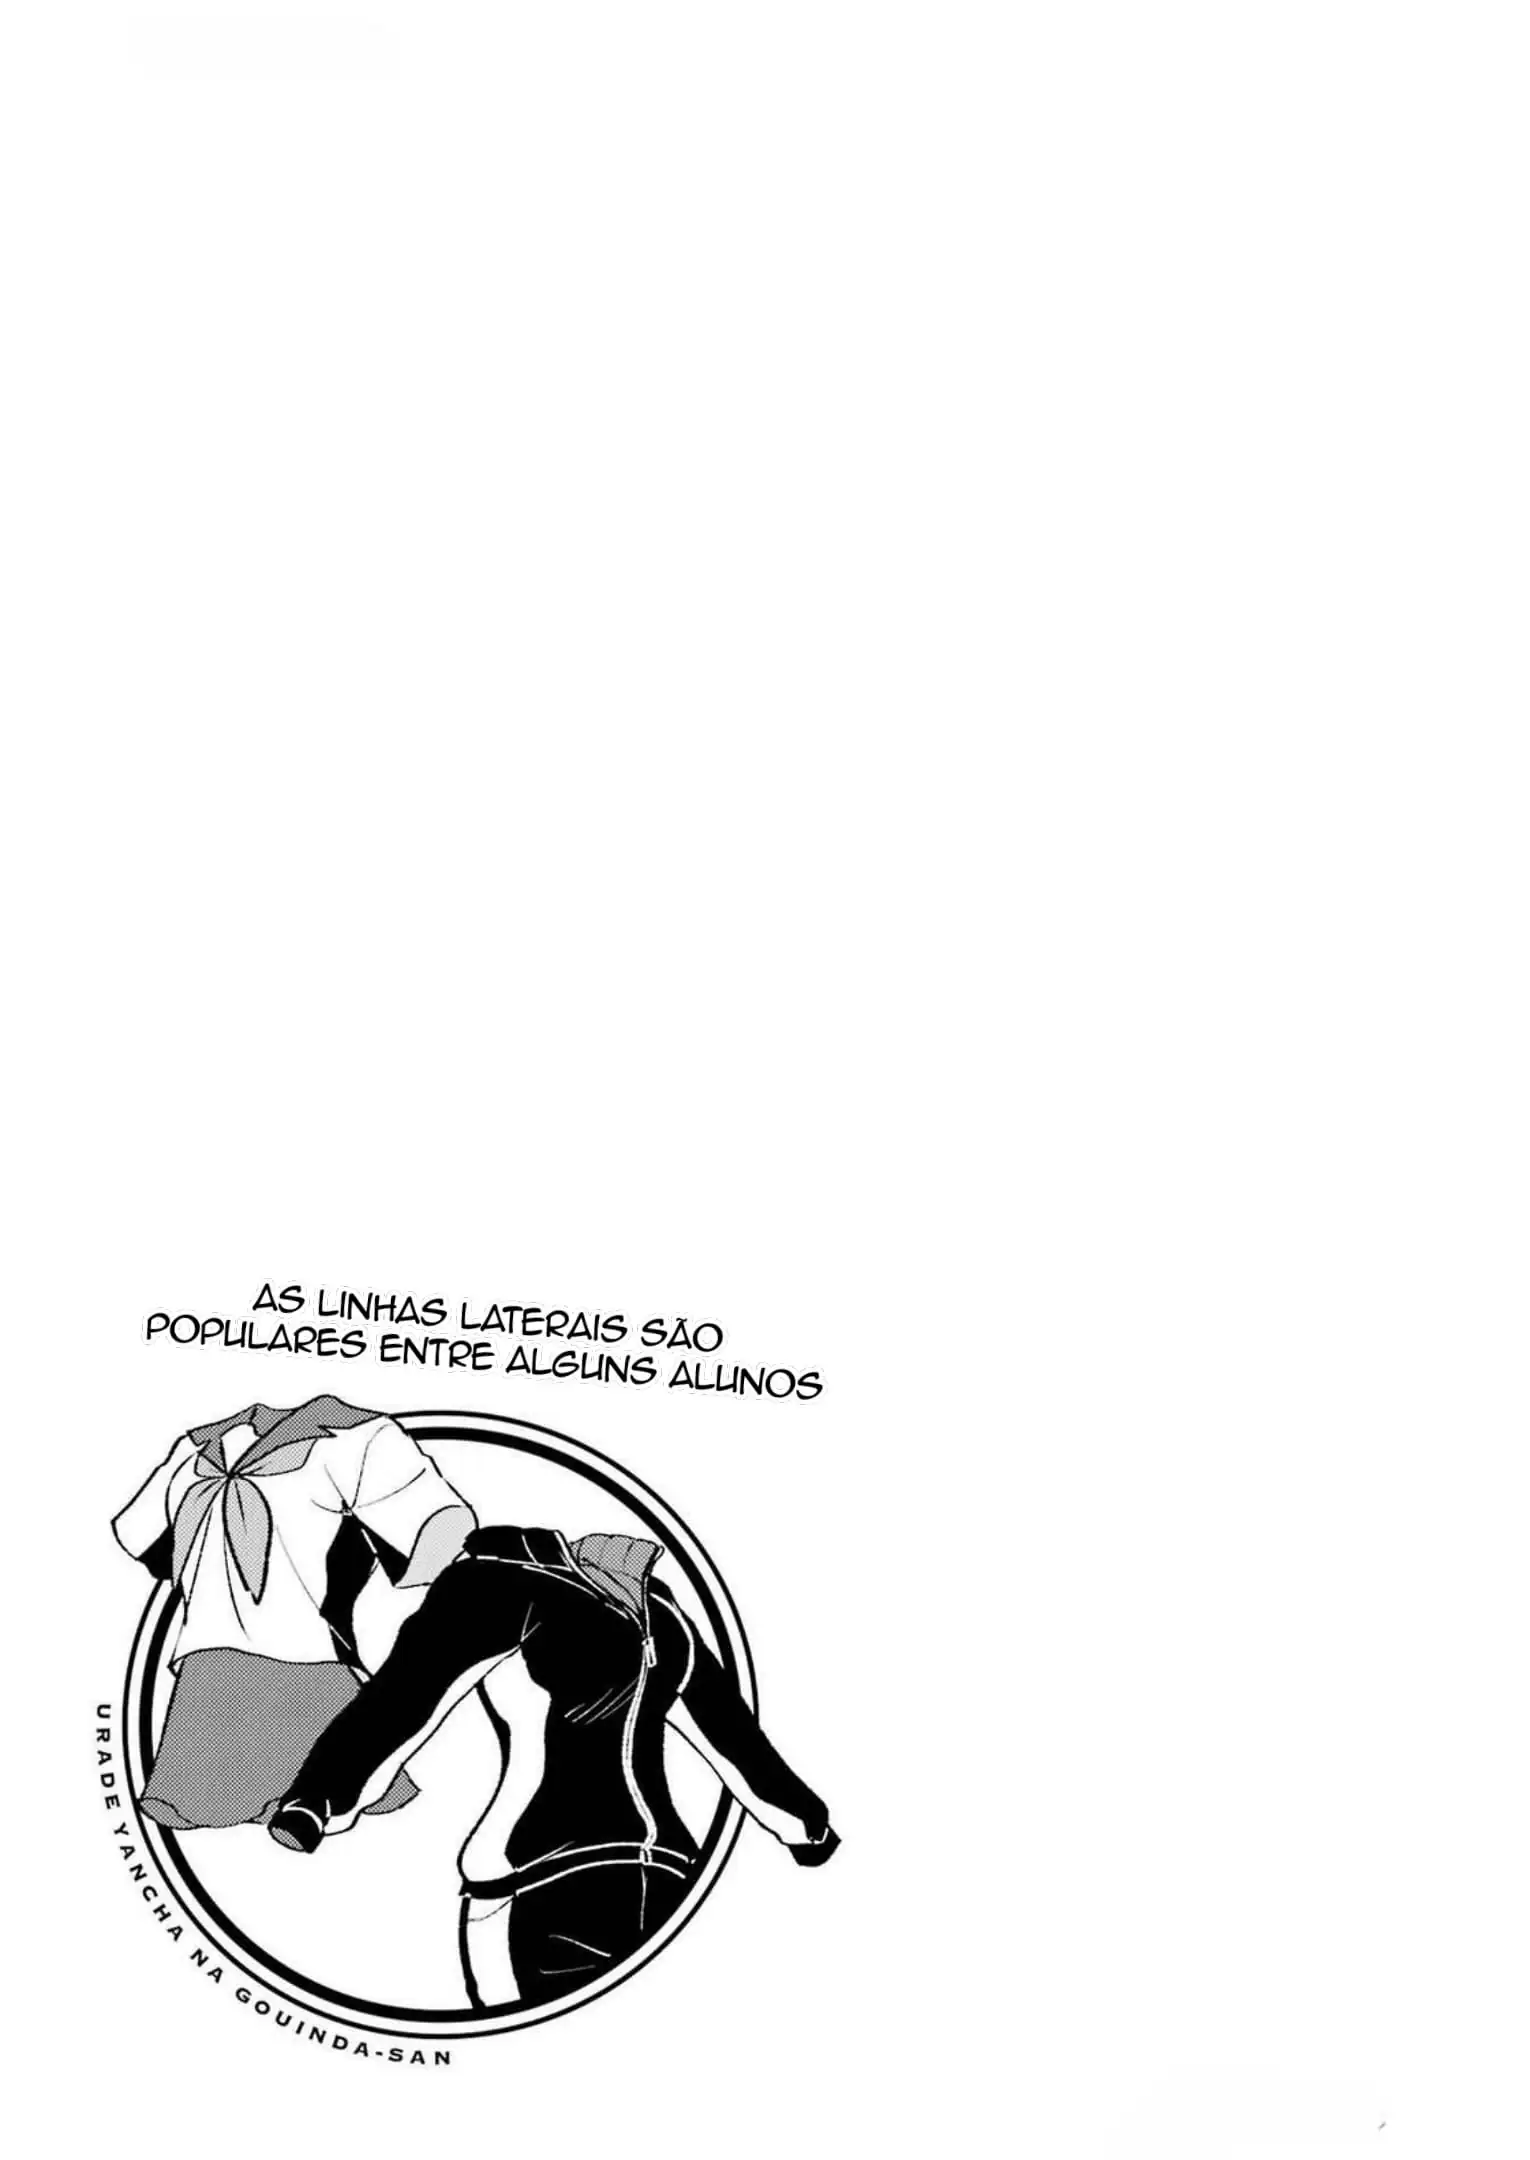 AS LINHAS LATERAIS SÃO
POPULARES ENTRE ALGUNS ALUNOS
URADE YANCHA NA GOUINDA-SAN